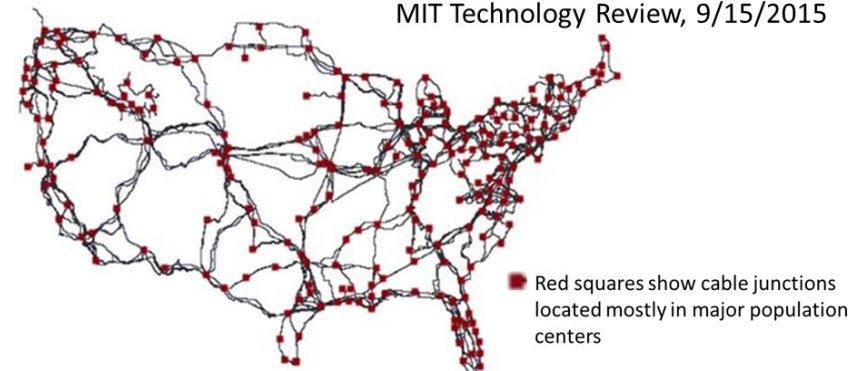 MIT Technology Review, 9/15/2015
Red squares show cable junctions
located mostly in major population
centers